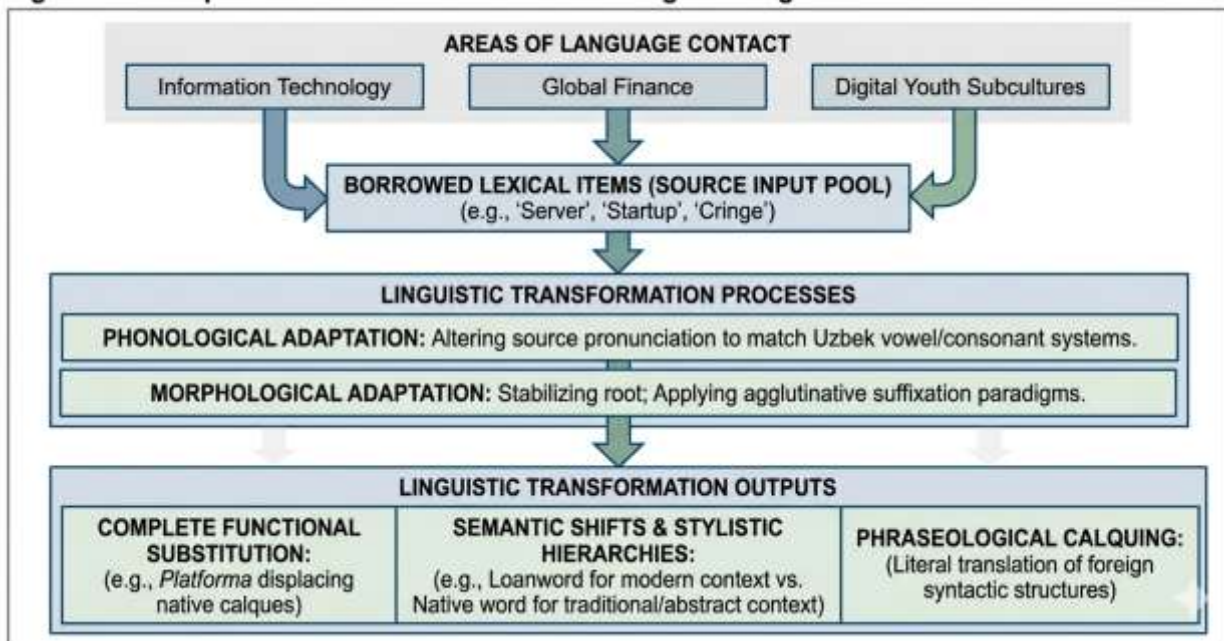 AREAS OF LANGUAGE CONTACT
Information Technology
Global Finance
Digital Youth Subcultures
BORROWED LEXICAL ITEMS (SOURCE INPUT POOL)
(e.g., ‘Server’, ‘Startup’, ‘Cringe’)
LINGUISTIC TRANSFORMATION PROCESSES
PHONOLOGICAL ADAPTATION: Altering source pronunciation to match Uzbek vowel/consonant systems.
MORPHOLOGICAL ADAPTATION: Stabilizing root; Applying agglutinative suffixation paradigms.
LINGUISTIC TRANSFORMATION OUTPUTS
COMPLETE FUNCTIONAL
SUBSTITUTION:
(e.g., Platforma displacing
native calques)
SEMANTIC SHIFTS & STYLISTIC
HIERARCHIES:
(e.g., Loanword for modern context vs.
Native word for traditional/abstract context)
PHRASEOLOGICAL CALQUING:
(Literal translation of foreign
syntactic structures)